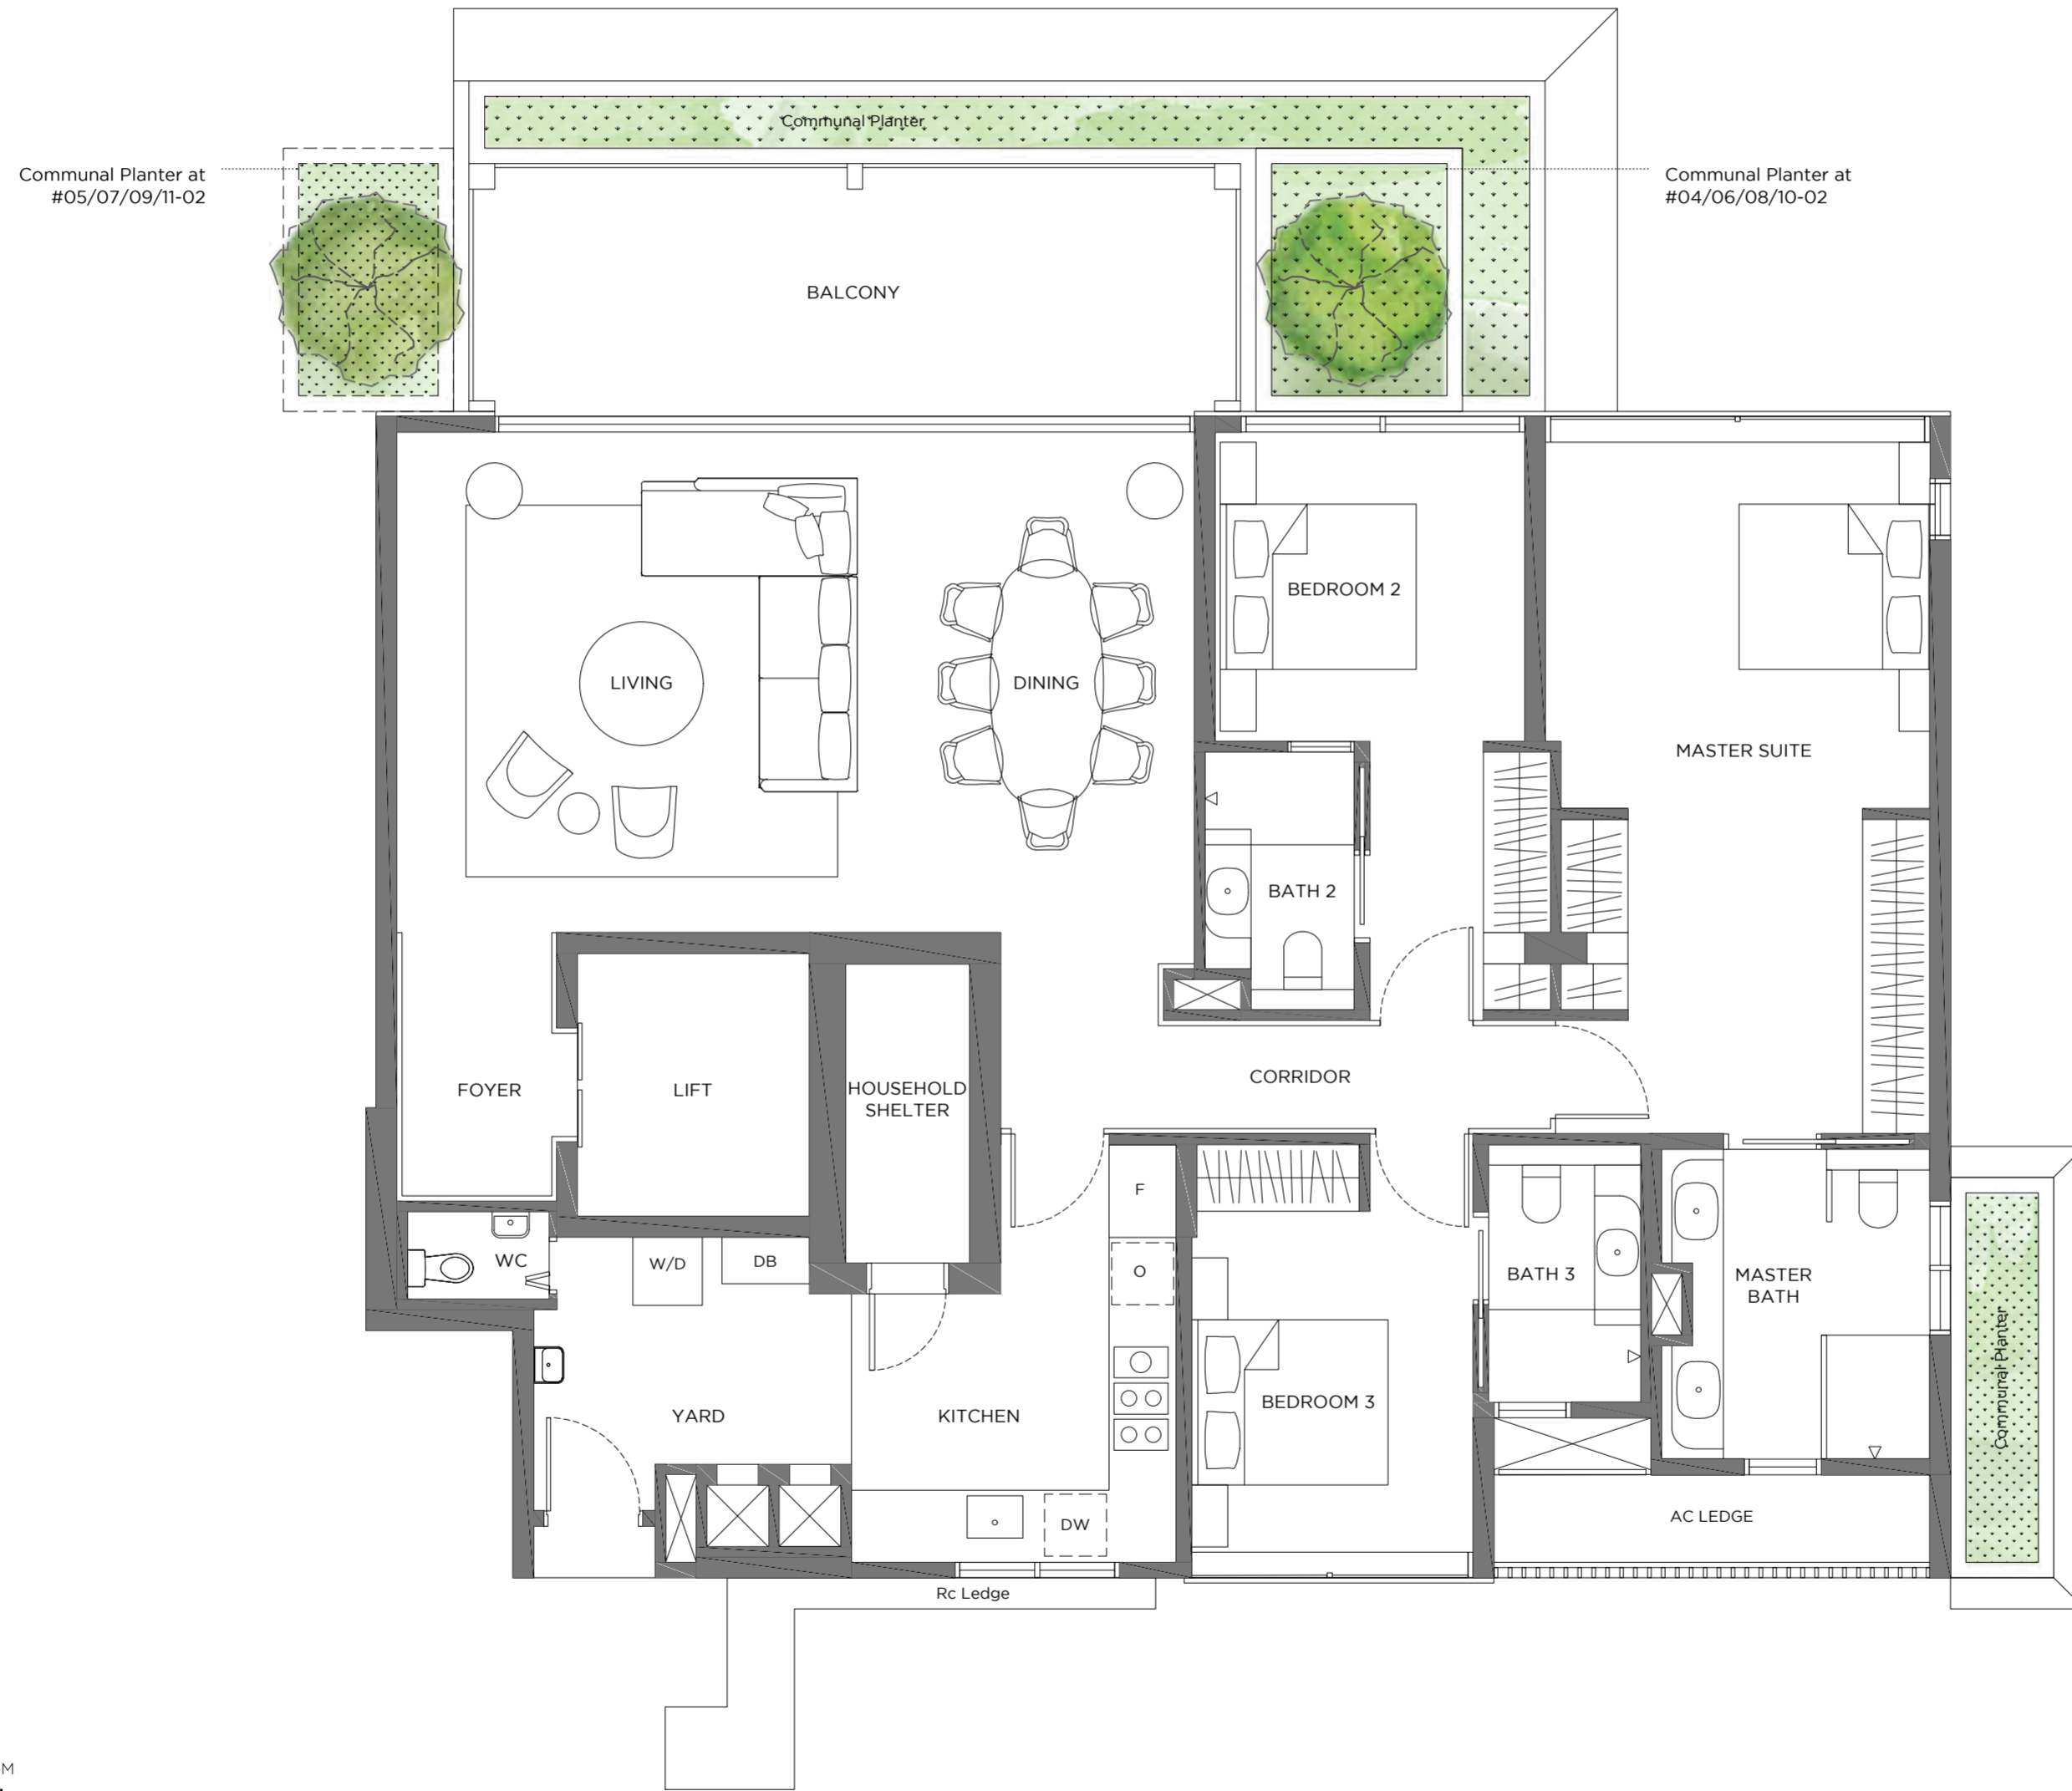 Communal Planter
Communal Planter at
#05/07/09/11-02
Communal Planter at
#04/06/08/10-02
BALCONY
BEDROOM 2
LIVING
DINING
MASTER SUITE
BATH 2
CORRIDOR
FOYER
LIFT
HOUSEHOLD
SHELTER
F
WC
W/D
DB
O
BATH 3
MASTER
BATH
Communal Planter
BEDROOM 3
YARD
KITCHEN
DW
AC LEDGE
Rc Ledge
M